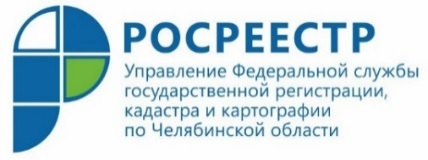 РОСРЕЕСТР
Управление Федеральной службы
государственной регистрации,
кадастра и картографии
по Челябинской области